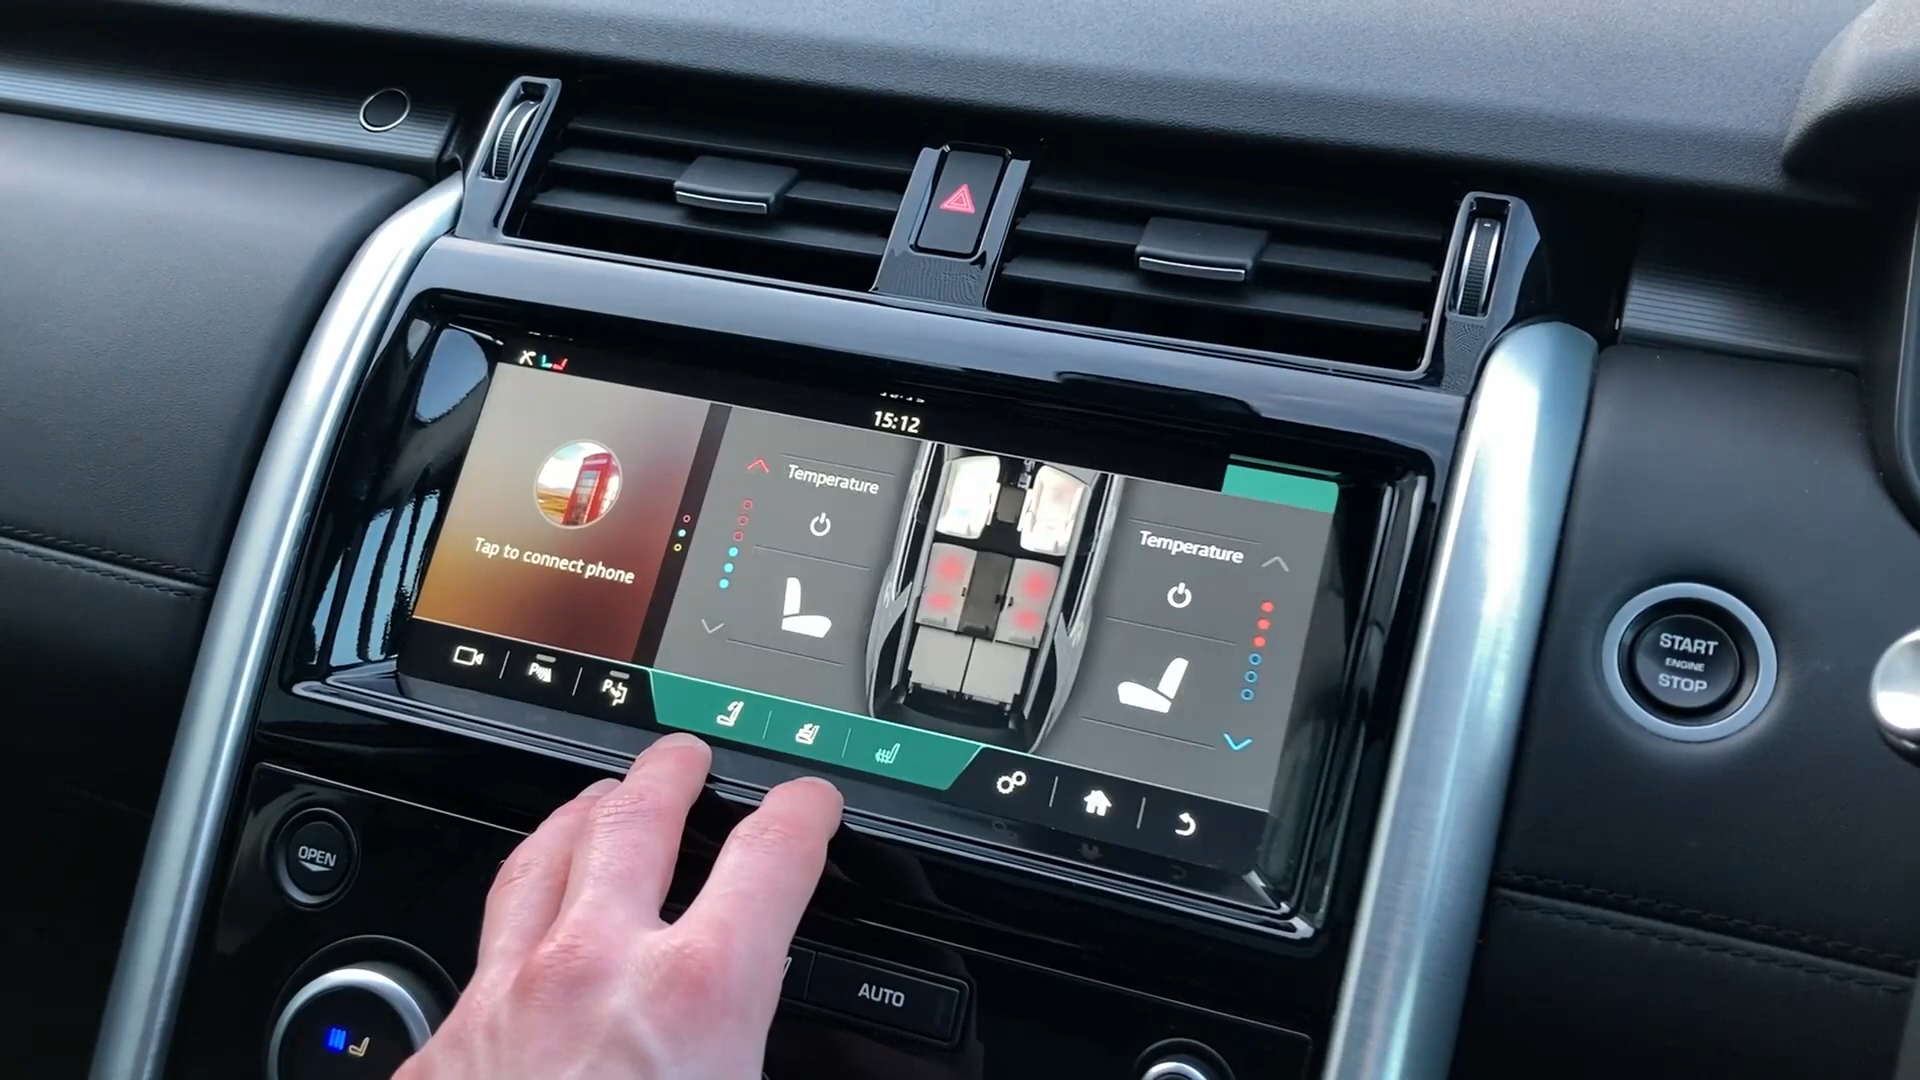 15:12
Temperature
Tap to connect phone
Temperature
P
P
START
ENGINE
STOP
OPEN
AUTO